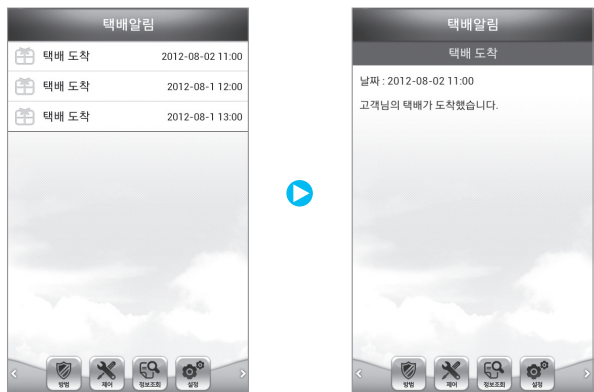 택배알림
택배 도착 2012-08-02 11:00
택배 도착 2012-08-1 12:00
택배 도착 2012-08-1 13:00
방범 제어 정보조회 설정
택배알림
택배 도착
날짜 : 2012-08-02 11:00
고객님의 택배가 도착했습니다.
방범 제어 정보조회 설정